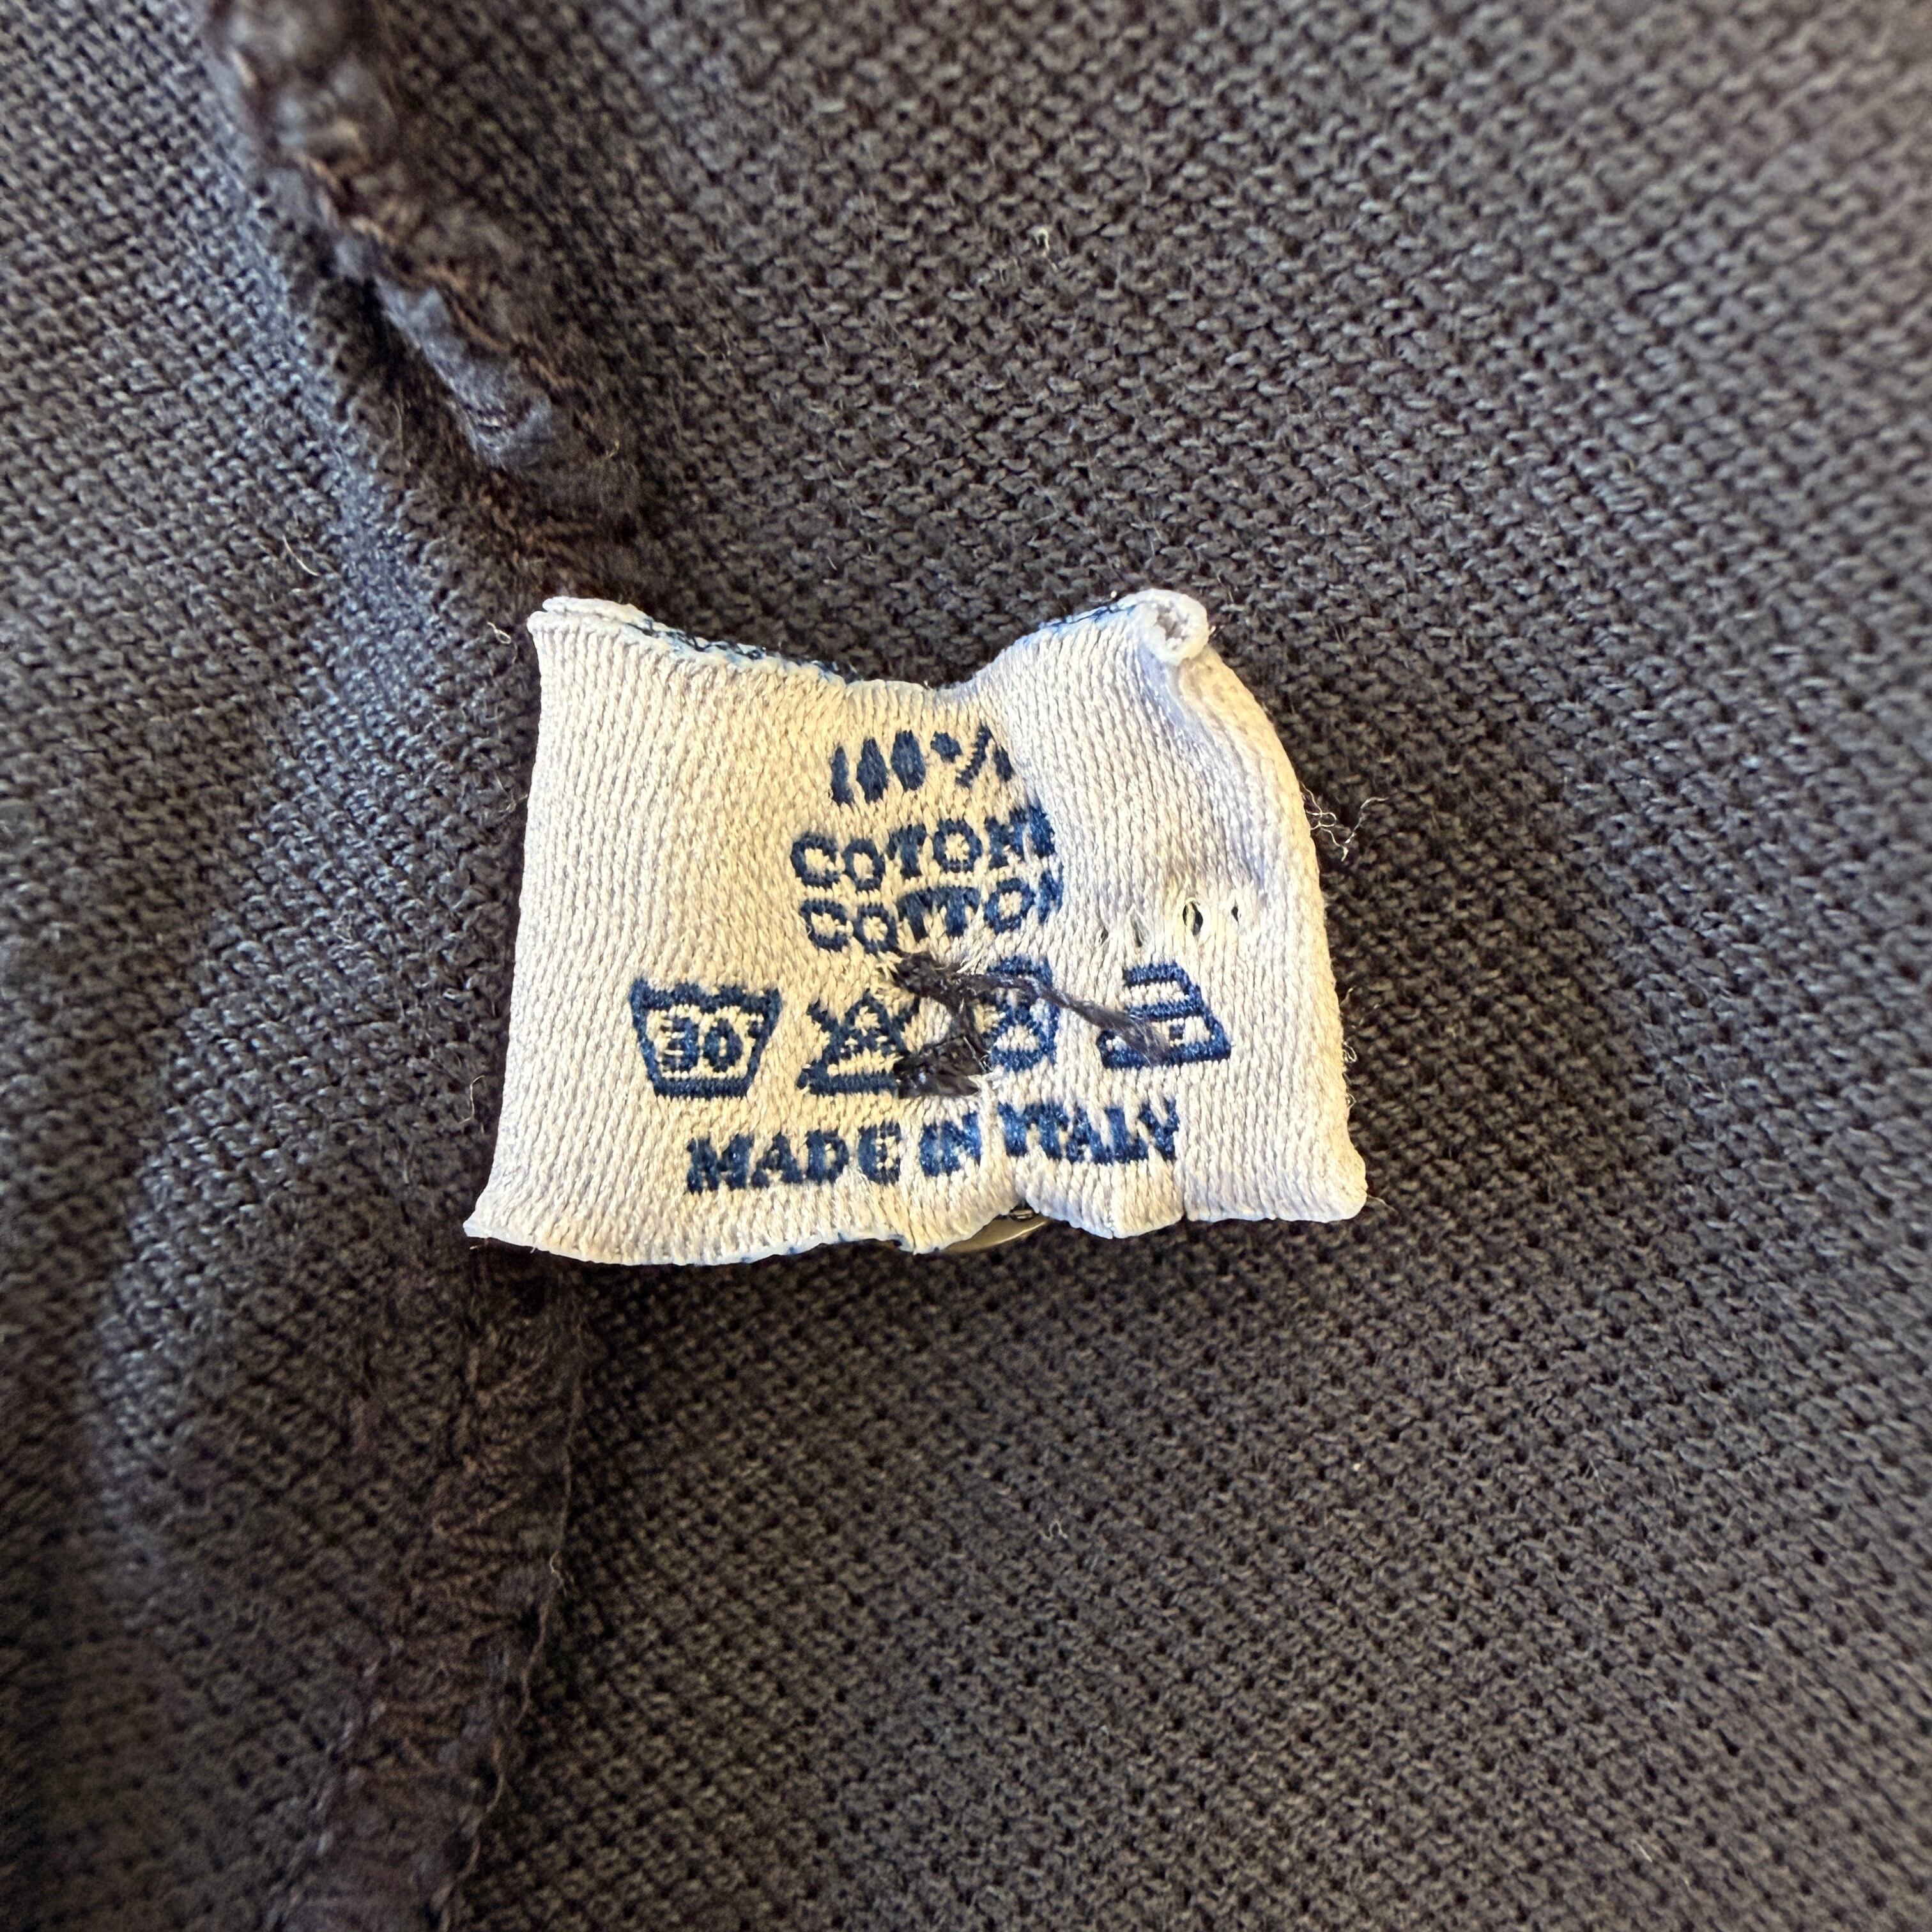 100%
COTONE
COTTON
30°
MADE IN ITALY